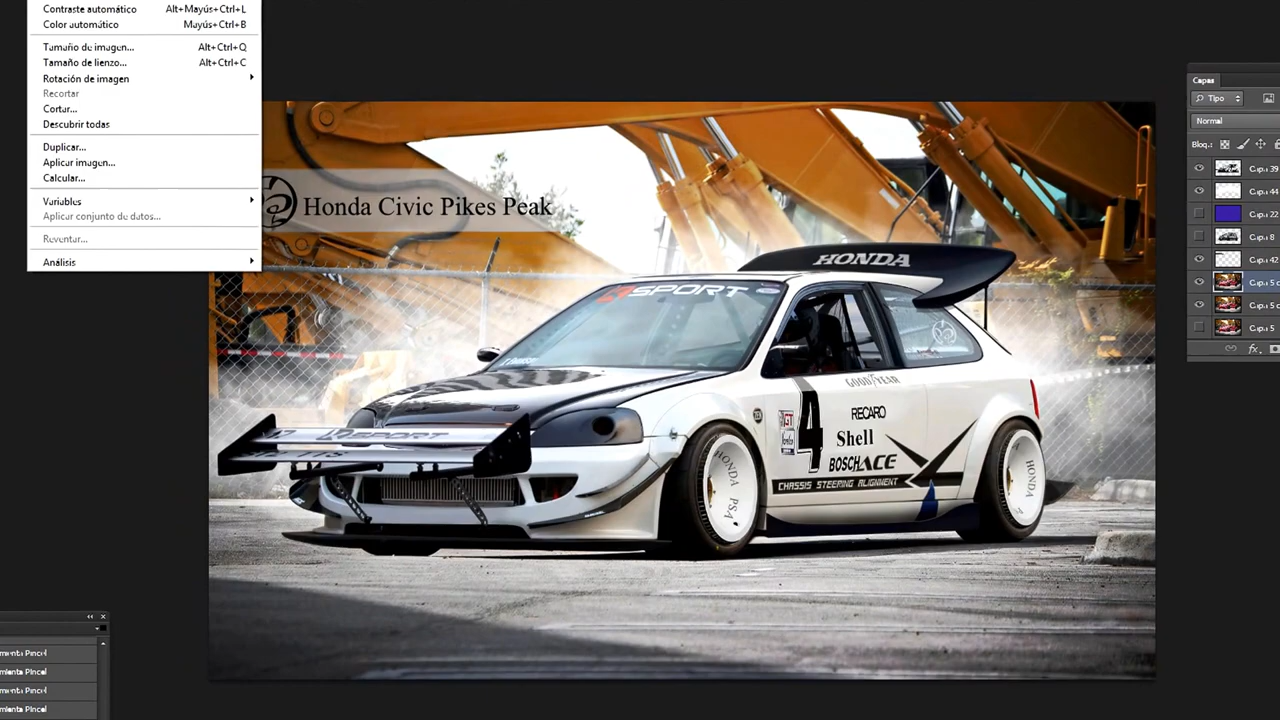 Contraste automático Alt+Mayús+Ctrl+L
Color automático Mayús+Ctrl+B
Tamaño de imagen... Alt+Ctrl+Q
Tamaño de lienzo... Alt+Ctrl+C
Rotación de imagen
Recortar
Cortar...
Descubrir todas
Duplicar...
Aplicar imagen...
Calcular...
Variables
Aplicar conjunto de datos...
Reventar...
Análisis
Capas
Tipo
Normal
Bloq.:
Capa 39
Capa 44
Capa 22
Capa 8
Capa 42
Capa 5 c
Capa 5 c
Capa 5
fx
Honda Civic Pikes Peak
HONDA
SPORT
GOODYEAR
4
RECARO
Shell
BOSCH ACE
CHASSIS STEERING ALIGNMENT
SPORT
HONDA PSA
HONDA
mienta Pincel
mienta Pincel
mienta Pincel
mienta Pincel